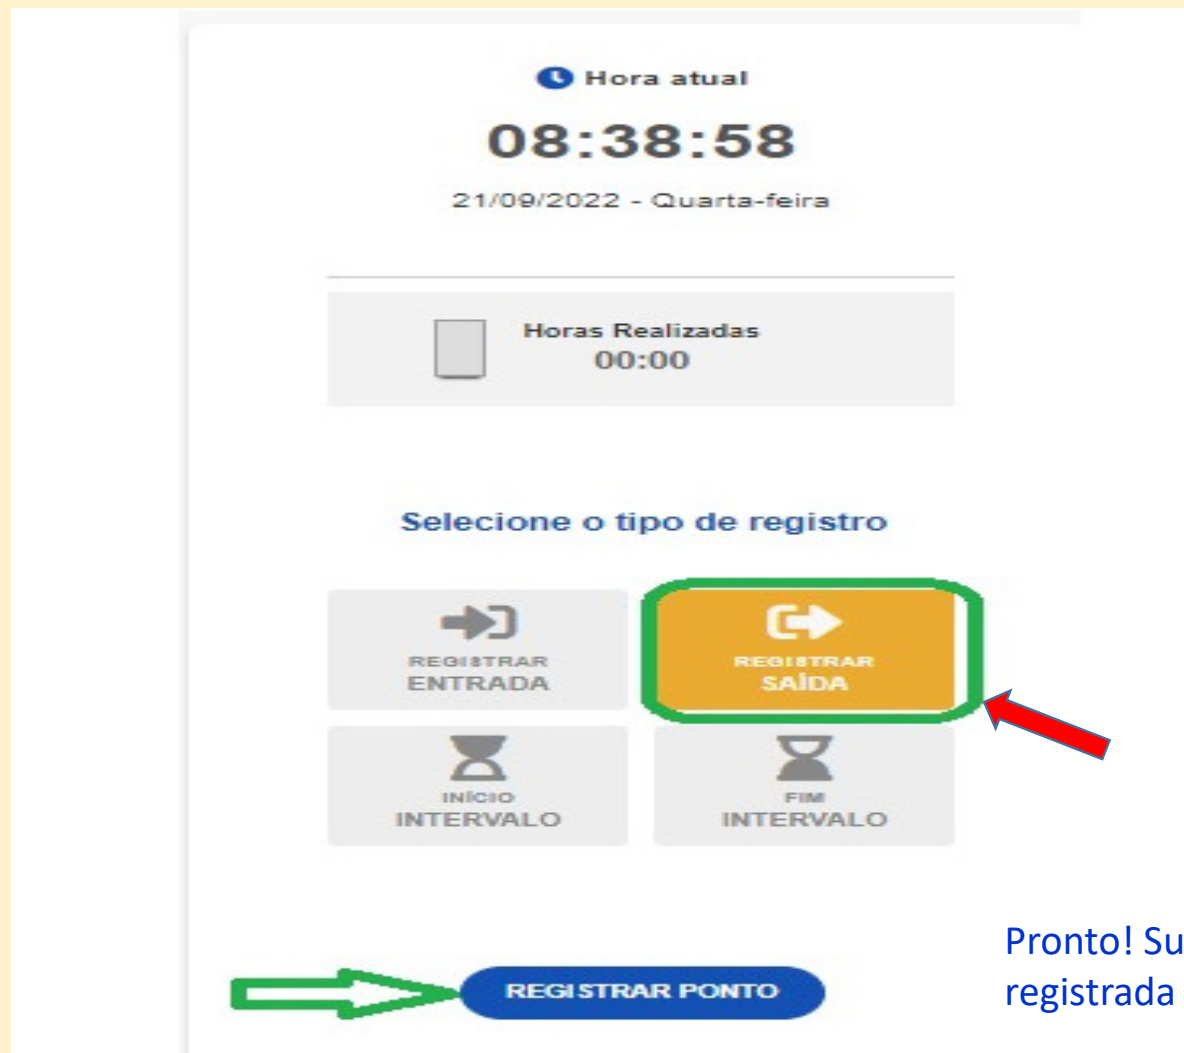 Hora atual
08:38:58
21/09/2022 - Quarta-feira
Horas Realizadas
00:00
Selecione o tipo de registro
REGISTRAR
ENTRADA
REGISTRAR
SAÍDA
INÍCIO
INTERVALO
FIM
INTERVALO
REGISTRAR PONTO
Pronto! Su
registrada